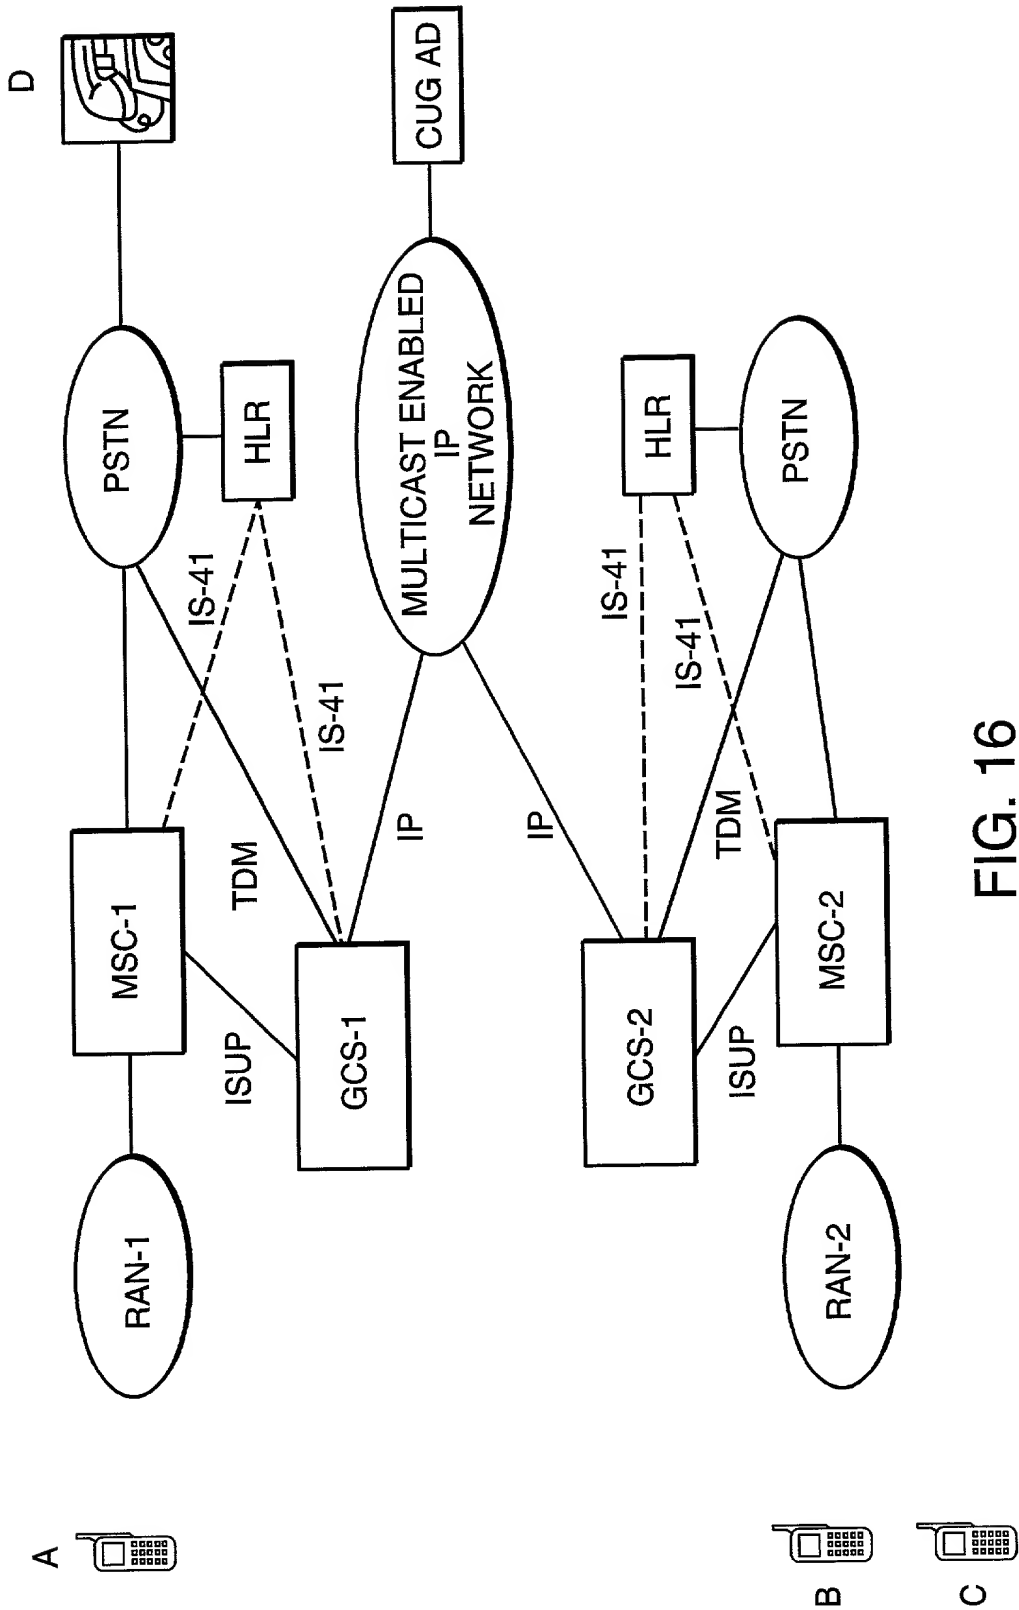 A
RAN-1
MSC-1
PSTN
D
IS-41
HLR
TDM
ISUP
IS-41
GCS-1
IP
MULTICAST ENABLED
IP
NETWORK
CUG AD
IP
GCS-2
IS-41
HLR
IS-41
TDM
ISUP
B
RAN-2
MSC-2
PSTN
C
FIG. 16